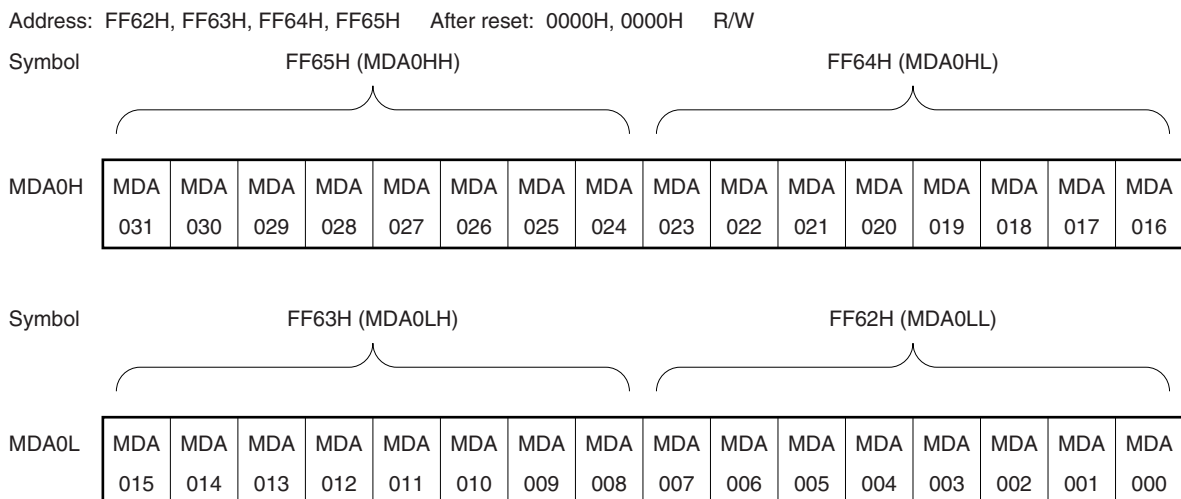 Address: FF62H, FF63H, FF64H, FF65H After reset: 0000H, 0000H R/W
Symbol FF65H (MDA0HH) FF64H (MDA0HL)
MDA0H MDA MDA MDA MDA MDA MDA MDA MDA MDA MDA MDA MDA MDA MDA MDA MDA
031 030 029 028 027 026 025 024 023 022 021 020 019 018 017 016
Symbol FF63H (MDA0LH) FF62H (MDA0LL)
MDA0L MDA MDA MDA MDA MDA MDA MDA MDA MDA MDA MDA MDA MDA MDA MDA MDA
015 014 013 012 011 010 009 008 007 006 005 004 003 002 001 000